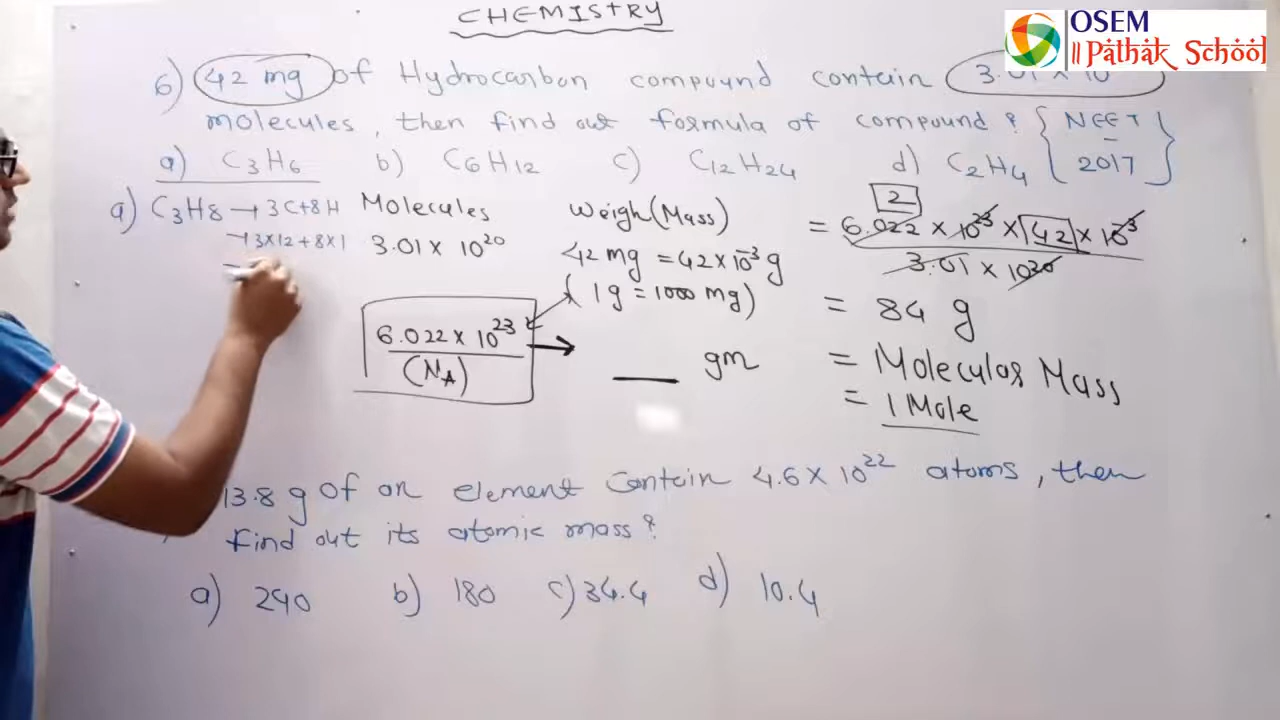 CHEMISTRY
OSEM
॥ Pathak School
6) 42 mg of Hydrocarbon compound contain 3.01 × 10
molecules, then find out formula of compound? { NEET - 2017 }
a) C3H6 b) C6H12 c) C12H24 d) C2H4
a) C3H8 → 3C+8H
→ 3×12+8×1
=
Molecules
3.01 × 10^20
6.022 × 10^23
(NA)
Weigh(Mass)
42 mg = 42×10^-3 g
( 1g = 1000 mg)
gm
2
= 6.022 × 10^23 × 42 × 10^-3
3.01 × 10^20
= 84 g
= Molecular Mass
= 1 Mole
13.8 g of an element contain 4.6 × 10^22 atoms, then
find out its atomic mass?
a) 290 b) 180 c) 34.4 d) 10.4